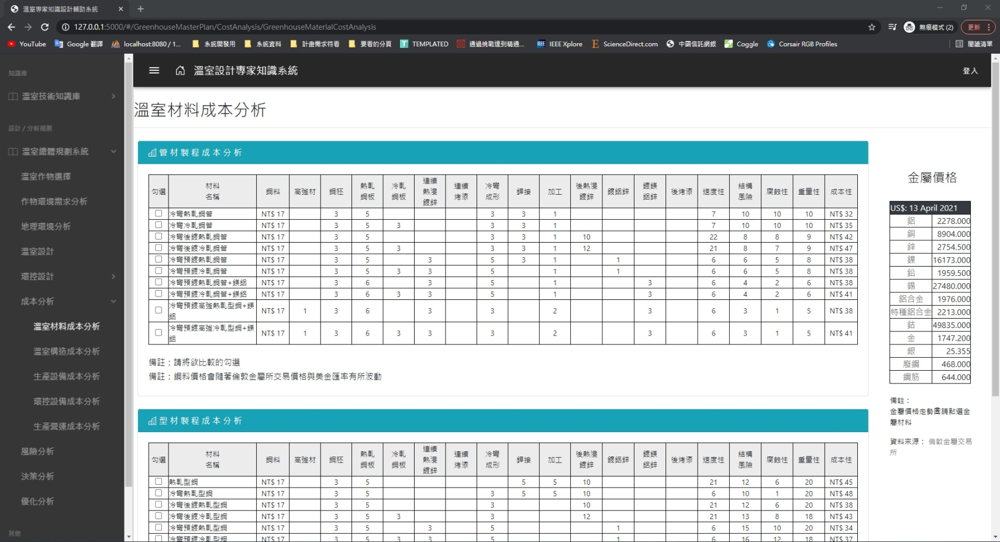 溫室專家知識設計輔助系統
127.0.0.1:5000/#/GreenhouseMasterPlan/CostAnalysis/GreenhouseMaterialCostAnalysis
無痕模式 (2)
更新
YouTube
Google 翻譯
localhost:8080 / 1...
系統開發用
系統資料
計畫需求待看
要看的分頁
TEMPLATED
通過挑戰達到精通...
IEEE Xplore
ScienceDirect.com
中國信託網銀
Coggle
Corsair RGB Profiles
閱讀清單
知識庫
溫室技術知識庫
設計 / 分析規劃
溫室總體規劃系統
溫室作物選擇
作物環境需求分析
地理環境分析
溫室設計
環控設計
成本分析
溫室材料成本分析
溫室構造成本分析
生產設備成本分析
環控設備成本分析
生產營運成本分析
風險分析
決策分析
優化分析
其他
溫室設計專家知識系統
登入
溫室材料成本分析
管材製程成本分析
勾選 材料名稱 鋼料 高強材 鋼胚 熱軋鋼板 冷軋鋼板 連續熱浸鍍鋅 連續烤漆 冷彎成形 銲接 加工 後熱浸鍍鋅 鍍鋁鋅 鍍鎂鋁鋅 後烤漆 速度性 結構風險 腐蝕性 重量性 成本性
冷彎熱軋鋼管 NT$ 17 3 5 3 3 1 7 10 10 10 NT$ 32
冷彎冷軋鋼管 NT$ 17 3 5 3 3 3 1 7 10 10 10 NT$ 35
冷彎後鍍熱軋鋼管 NT$ 17 3 5 3 3 1 10 22 8 8 9 NT$ 42
冷彎後鍍冷軋鋼管 NT$ 17 3 5 3 3 3 1 12 21 8 7 9 NT$ 47
冷彎預鍍熱軋鋼管 NT$ 17 3 5 3 5 3 1 1 6 6 5 8 NT$ 38
冷彎預鍍冷軋鋼管 NT$ 17 3 5 3 3 5 1 1 6 6 5 8 NT$ 38
冷彎預鍍熱軋鋼管+鎂鋁 NT$ 17 3 6 3 5 1 3 6 4 2 6 NT$ 38
冷彎預鍍冷軋鋼管+鎂鋁 NT$ 17 3 6 3 3 5 1 3 6 4 2 6 NT$ 41
冷彎預鍍高強熱軋型鋼+鎂鋁 NT$ 17 1 3 6 3 3 2 3 6 3 1 5 NT$ 38
冷彎預鍍高強冷軋型鋼+鎂鋁 NT$ 17 1 3 6 3 3 3 2 3 6 3 1 5 NT$ 41
備註：請將欲比較的勾選
備註：鋼料價格會隨著倫敦金屬所交易價格與美金匯率有所波動
型材製程成本分析
勾選 材料名稱 鋼料 高強材 鋼胚 熱軋鋼板 冷軋鋼板 連續熱浸鍍鋅 連續烤漆 冷彎成形 銲接 加工 後熱浸鍍鋅 鍍鋁鋅 鍍鎂鋁鋅 後烤漆 速度性 結構風險 腐蝕性 重量性 成本性
熱軋型鋼 NT$ 17 3 5 5 5 10 21 12 6 20 NT$ 45
冷彎熱軋型鋼 NT$ 17 3 5 3 5 5 10 6 10 1 20 NT$ 48
冷彎後鍍熱軋型鋼 NT$ 17 3 5 3 10 21 12 6 20 NT$ 38
冷彎後鍍冷軋型鋼 NT$ 17 3 5 3 3 12 21 13 8 18 NT$ 43
冷彎預鍍熱軋型鋼 NT$ 17 3 5 3 5 1 6 15 10 20 NT$ 34
冷彎預鍍冷軋型鋼 NT$ 17 3 5 3 3 5 1 6 16 12 18 NT$ 37
金屬價格
US$: 13 April 2021
鋁 2278.000
銅 8904.000
鋅 2754.500
鎳 16173.000
鉛 1959.500
錫 27480.000
鋁合金 1976.000
特種鋁合金 2213.000
鈷 49835.000
金 1747.200
銀 25.355
廢鋼 468.000
鋼筋 644.000
備註：
金屬價格走勢圖請點選金
屬材料
資料來源： 倫敦金屬交易
所